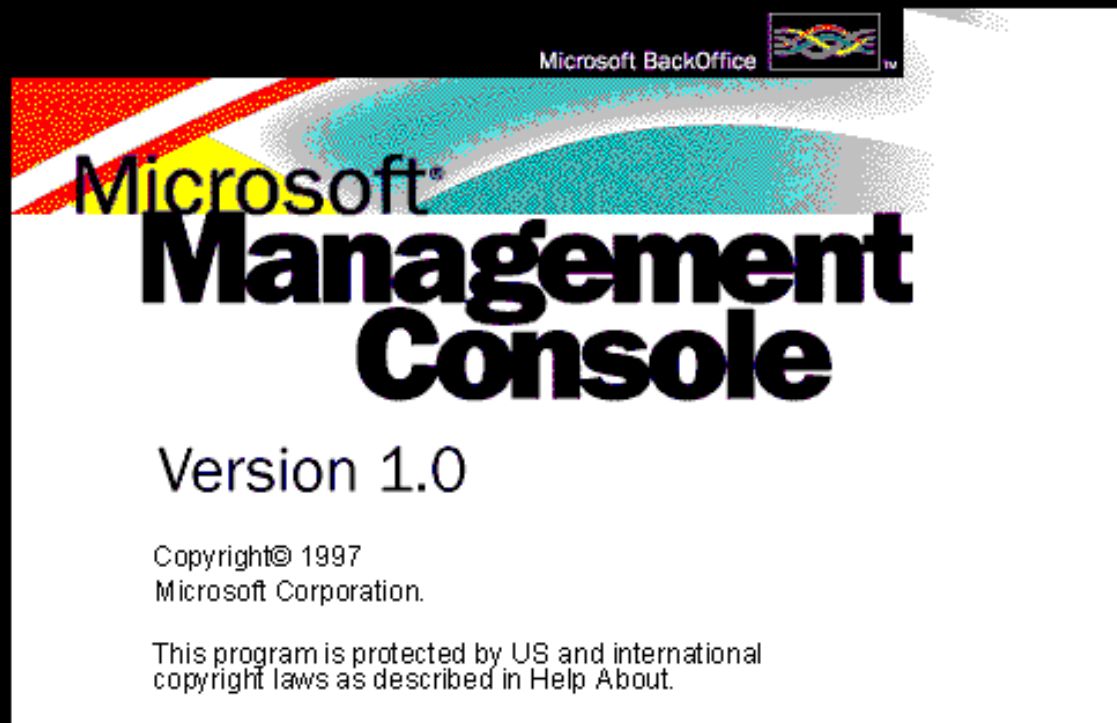 Microsoft BackOffice TM
Microsoft®
Management
Console
Version 1.0
Copyright© 1997
Microsoft Corporation.
This program is protected by US and international
copyright laws as described in Help About.